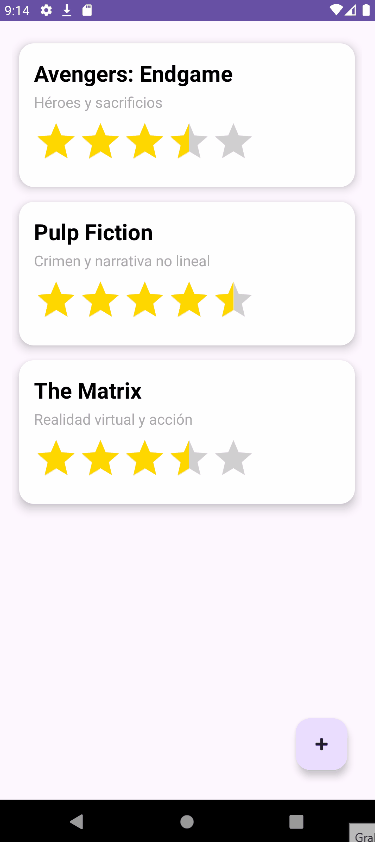 9:14
Avengers: Endgame
Héroes y sacrificios
Pulp Fiction
Crimen y narrativa no lineal
The Matrix
Realidad virtual y acción
+